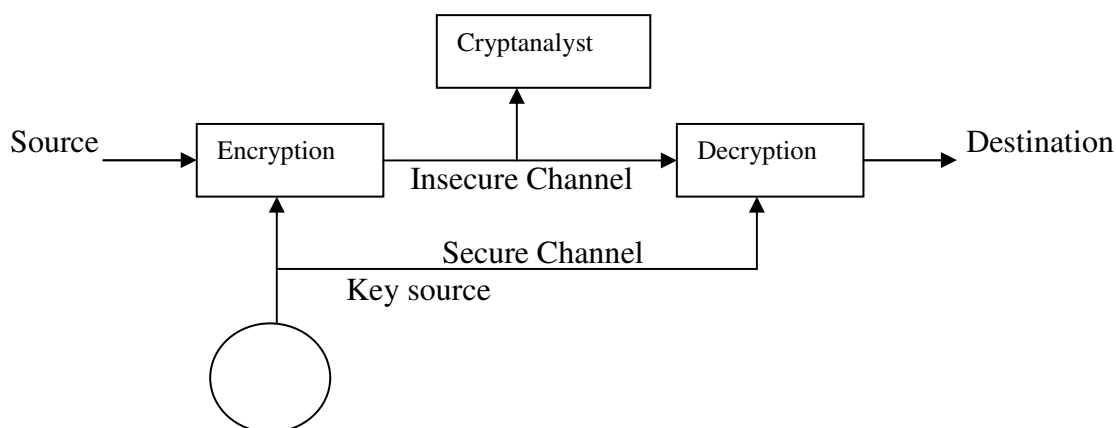 Cryptanalyst
Source
Encryption
Decryption
Destination
Insecure Channel
Secure Channel
Key source